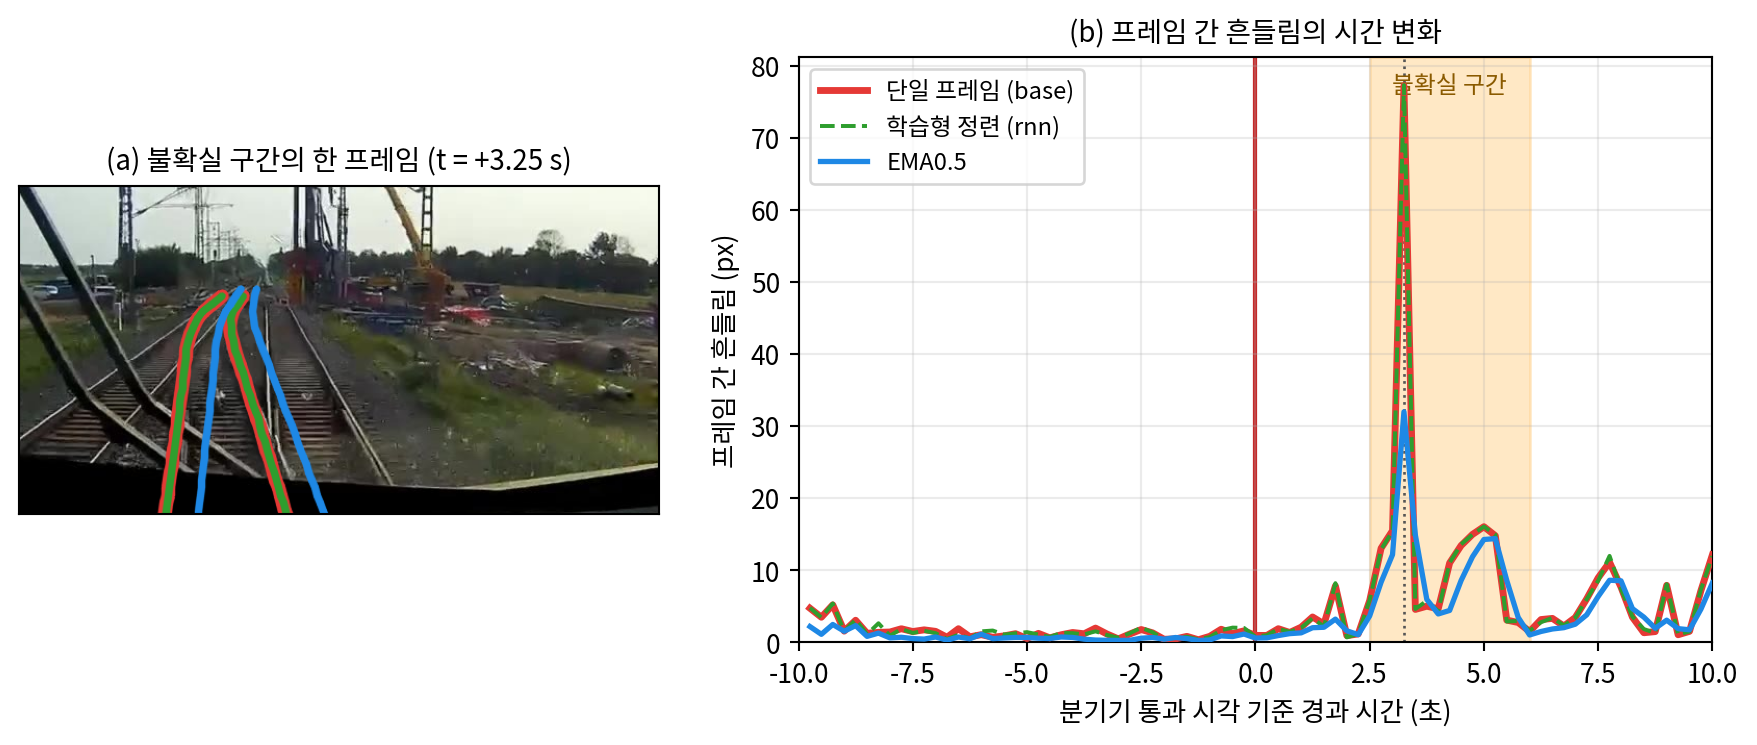 (a) 불확실 구간의 한 프레임 (t = +3.25 s)
(b) 프레임 간 흔들림의 시간 변화
단일 프레임 (base)
학습형 정련 (rnn)
EMA0.5
불확실 구간
프레임 간 흔들림 (px)
80
70
60
50
40
30
20
10
0
-10.0 -7.5 -5.0 -2.5 0.0 2.5 5.0 7.5 10.0
분기기 통과 시각 기준 경과 시간 (초)